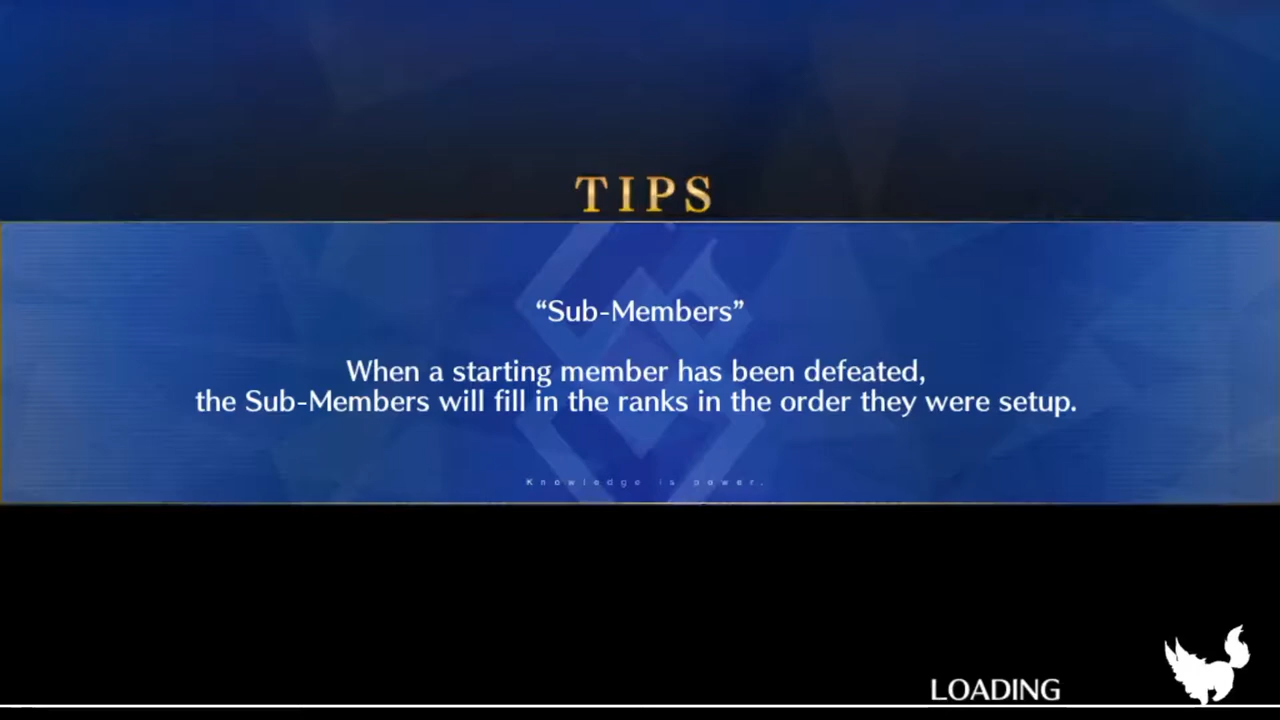 TIPS
“Sub-Members”
When a starting member has been defeated,
the Sub-Members will fill in the ranks in the order they were setup.
Knowledge is power.
LOADING